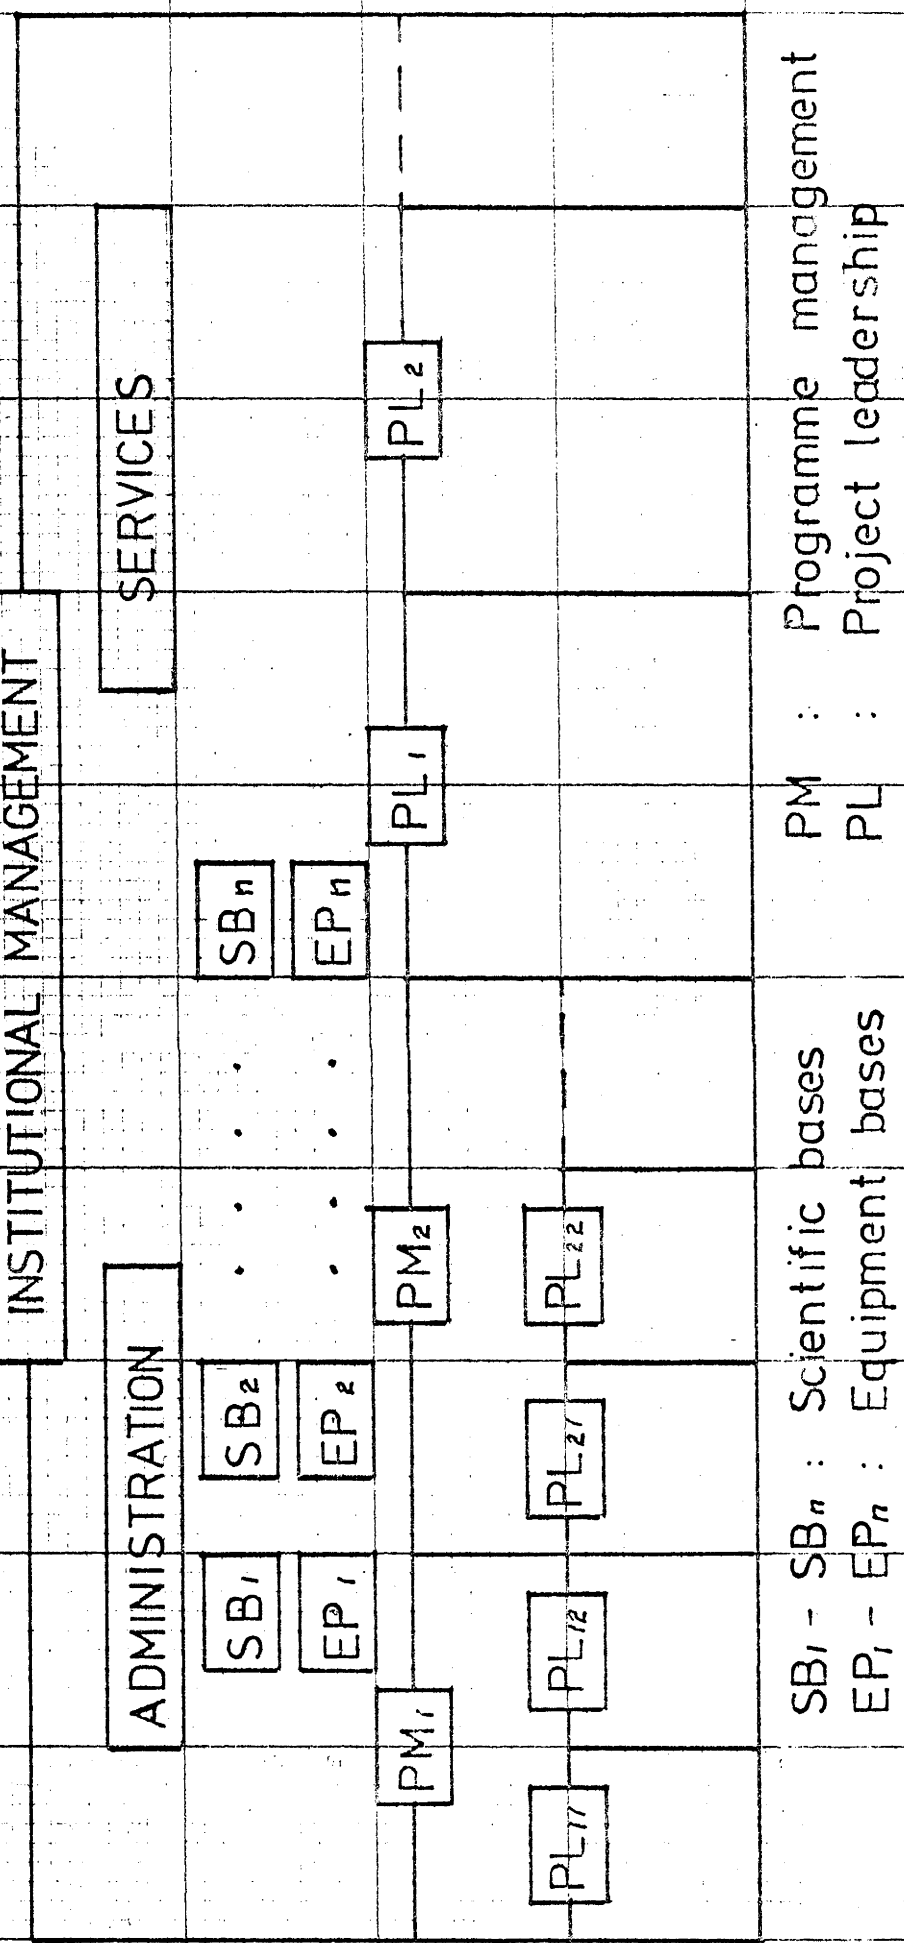 INSTITUTIONAL MANAGEMENT
ADMINISTRATION SERVICES
SB1 SB2 . . . . SBn
EP1 EP2 . . . . EPn
PM1 PM2 PL1 PL2
PL11 PL12 PL21 PL22
SB1 - SBn : Scientific bases PM : Programme management
EP1 - EPn : Equipment bases PL : Project leadership